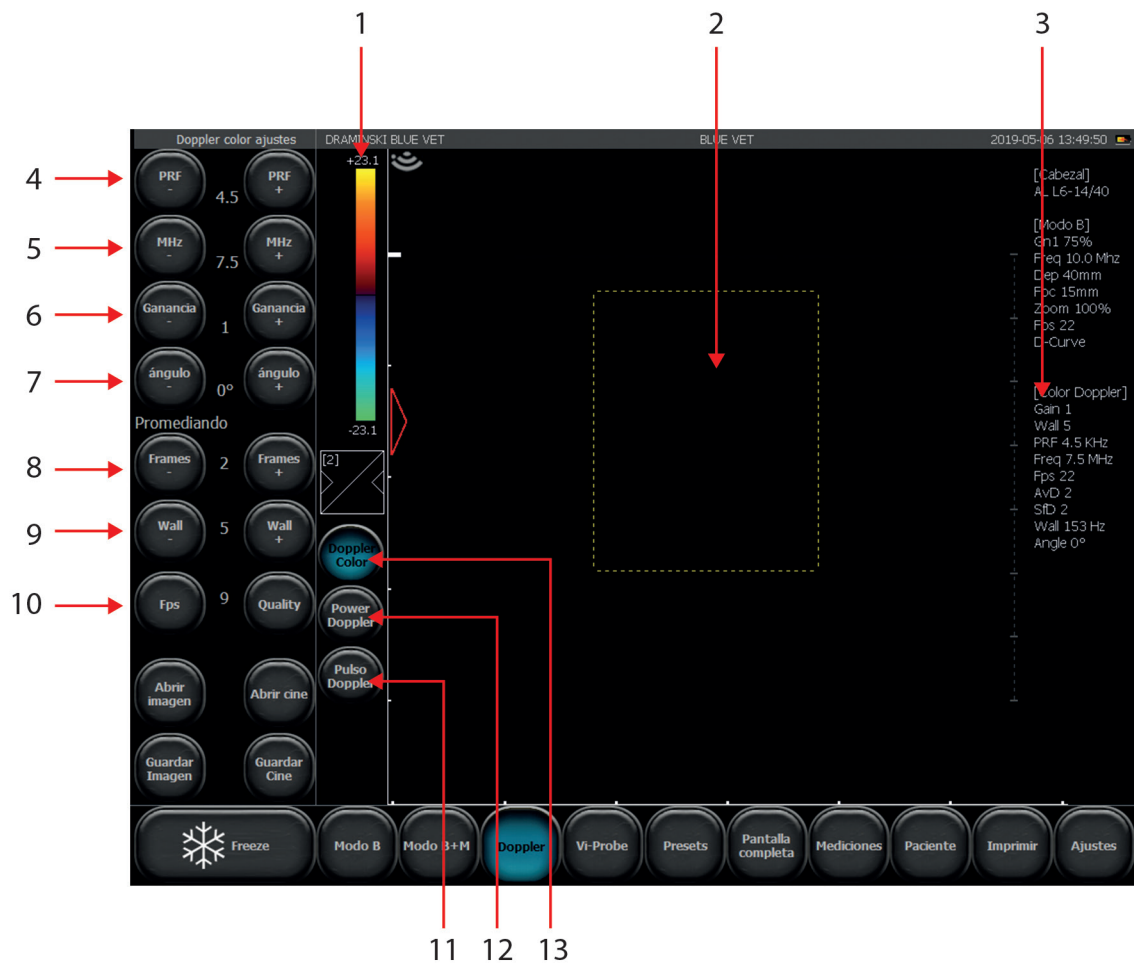 1 2 3
Doppler color ajustes DRAMINSKI BLUE VET BLUE VET 2019-05-06 13:49:50
4
PRF
-
4.5
PRF
+
5
MHz
-
7.5
MHz
+
6
Ganancia
-
1
Ganancia
+
7
ángulo
-
0°
ángulo
+
Promediando
8
Frames
-
2
Frames
+
9
Wall
-
5
Wall
+
10
Fps
9
Quality
Abrir
imagen
Abrir cine
Guardar
Imagen
Guardar
Cine
+23.1
-23.1
[2]
Doppler
Color
Power
Doppler
Pulso
Doppler
[Cabezal]
AL L6-14/40
[Modo B]
Gn1 75%
Freq 10.0 Mhz
Dep 40mm
Foc 15mm
Zoom 100%
Fps 22
D-Curve
[Color Doppler]
Gain 1
Wall 5
PRF 4.5 KHz
Freq 7.5 MHz
Fps 22
AvD 2
SfD 2
Wall 153 Hz
Angle 0°
Freeze
Modo B
Modo B+M
Doppler
Vi-Probe
Presets
Pantalla
completa
Mediciones
Paciente
Imprimir
Ajustes
11 12 13